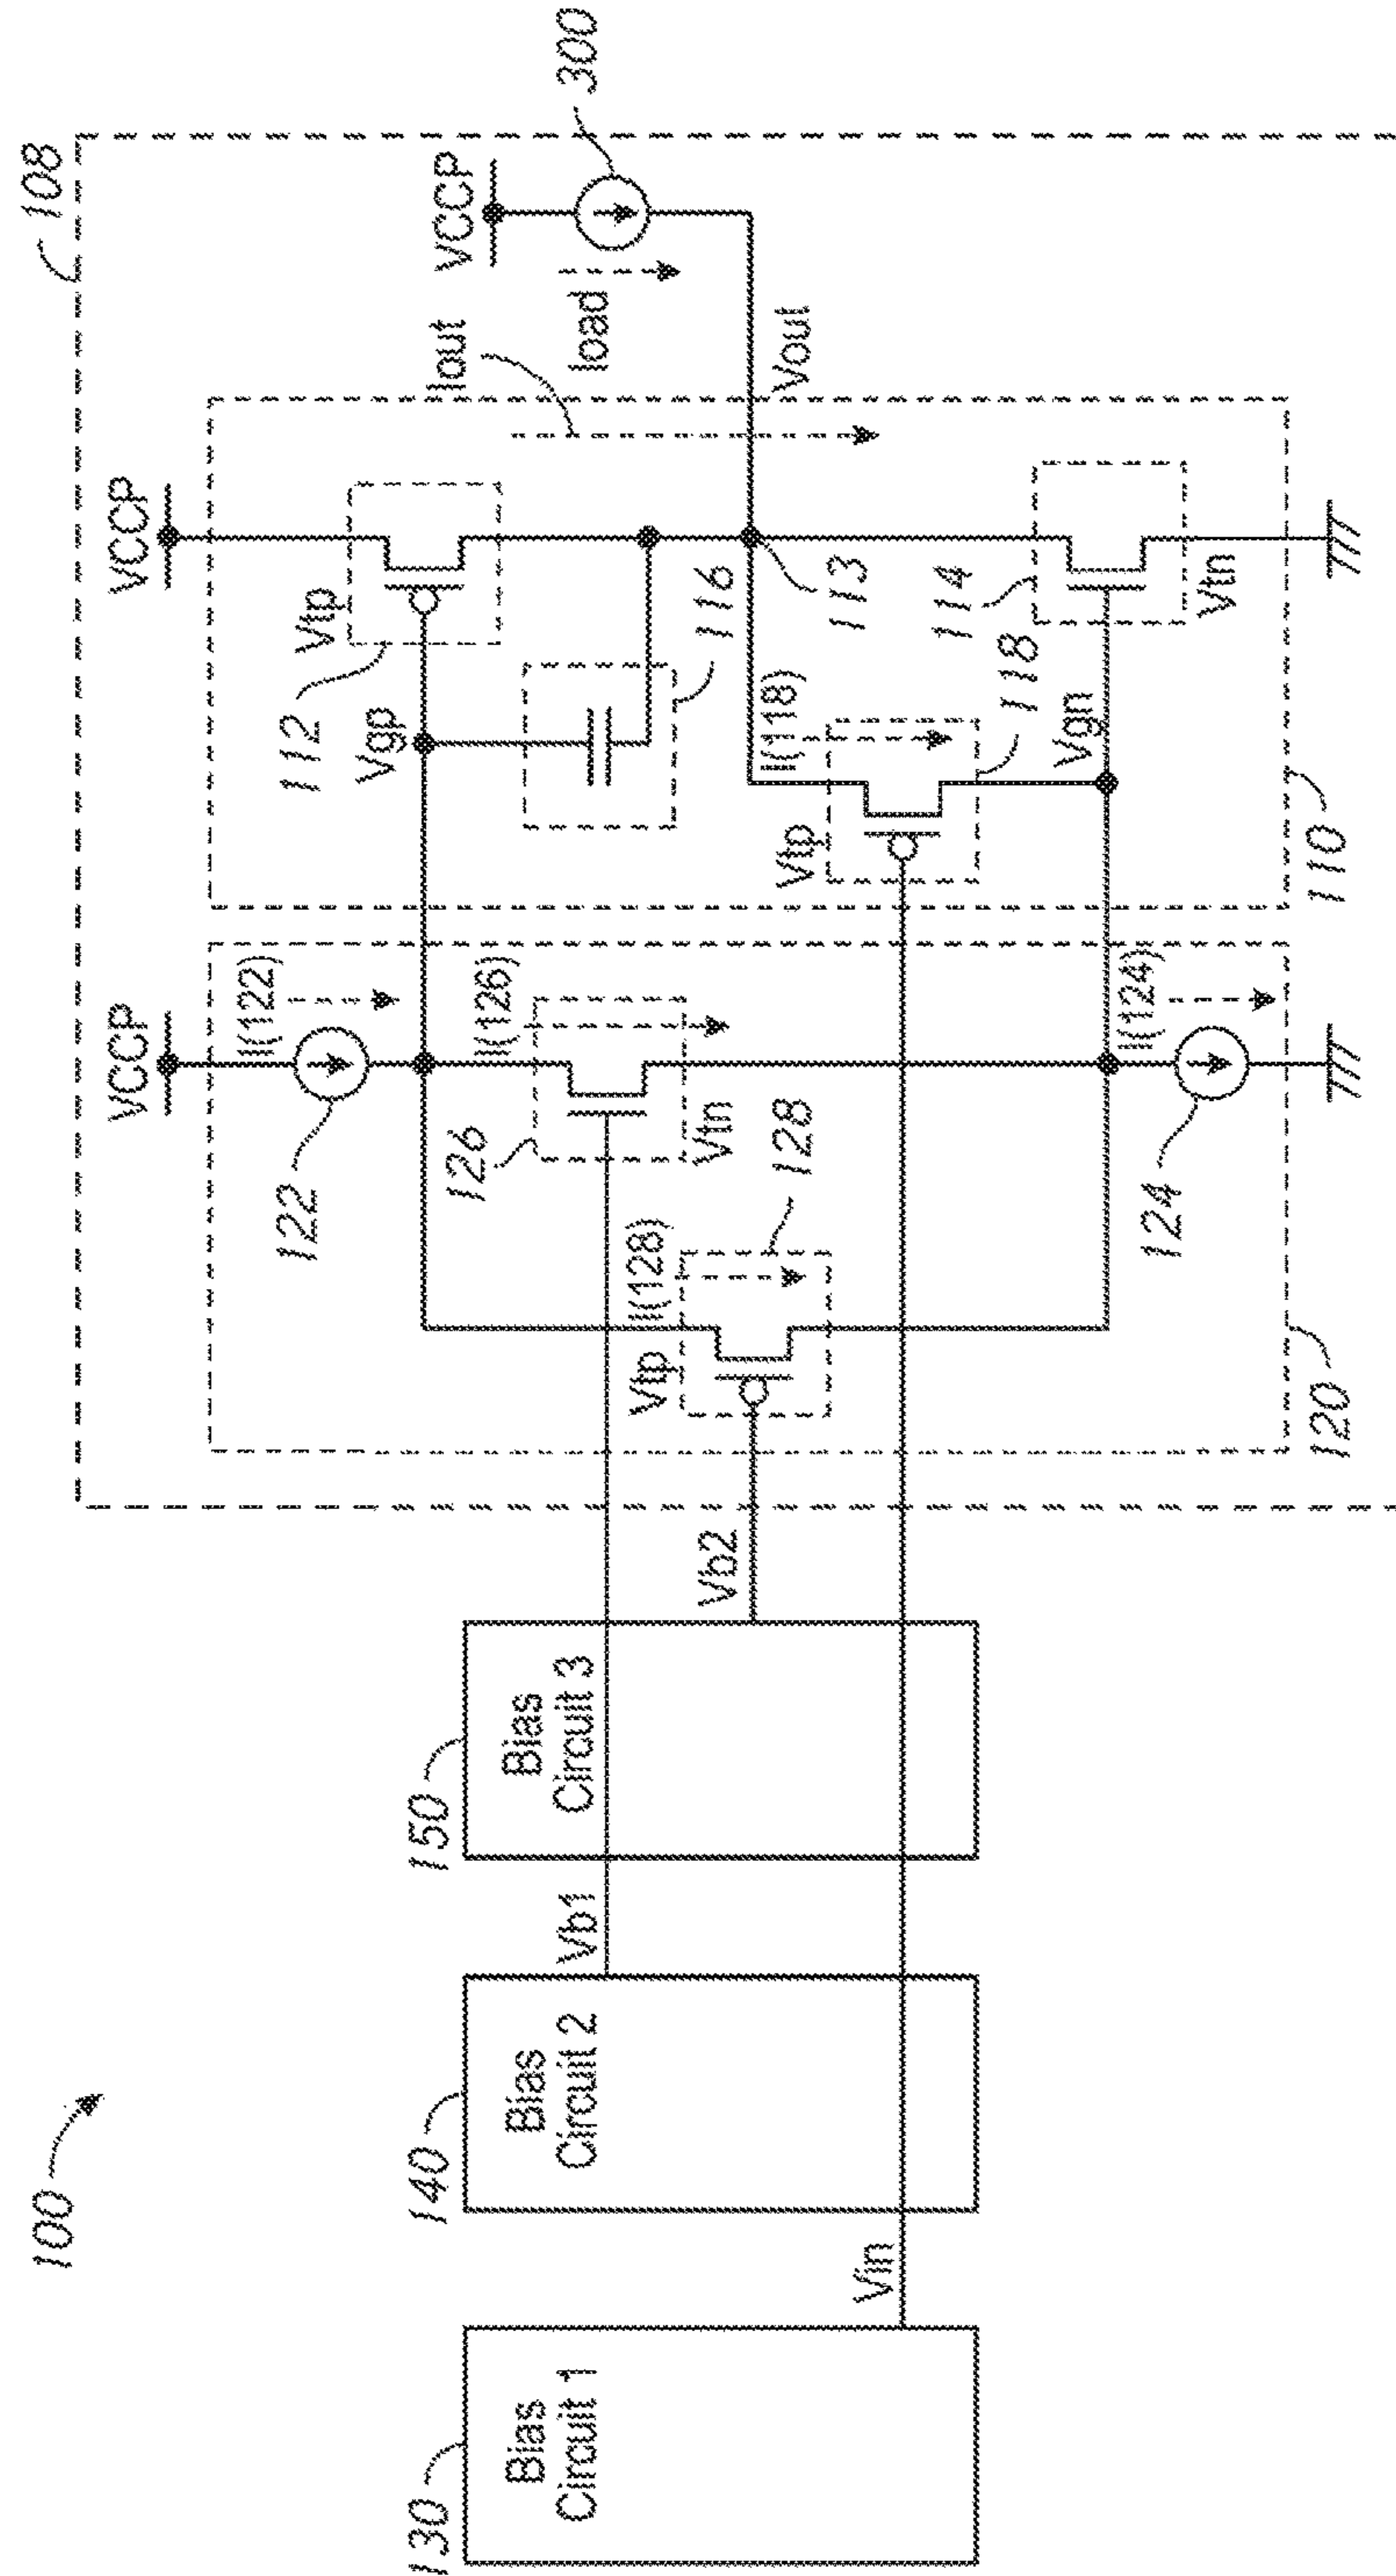 100
130
Bias
Circuit 1
Vin
140
Bias
Circuit 2
Vb1
150
Bias
Circuit 3
Vb2
108
VCCP
I(122)
122
I(126)
126
Vtn
I(128)
Vtp
128
I(124)
124
120
VCCP
Vtp
112
Vgp
116
113
I(118)
Vtp
118
Vgn
114
Vtn
110
Iout
VCCP
300
Ioad
Vout